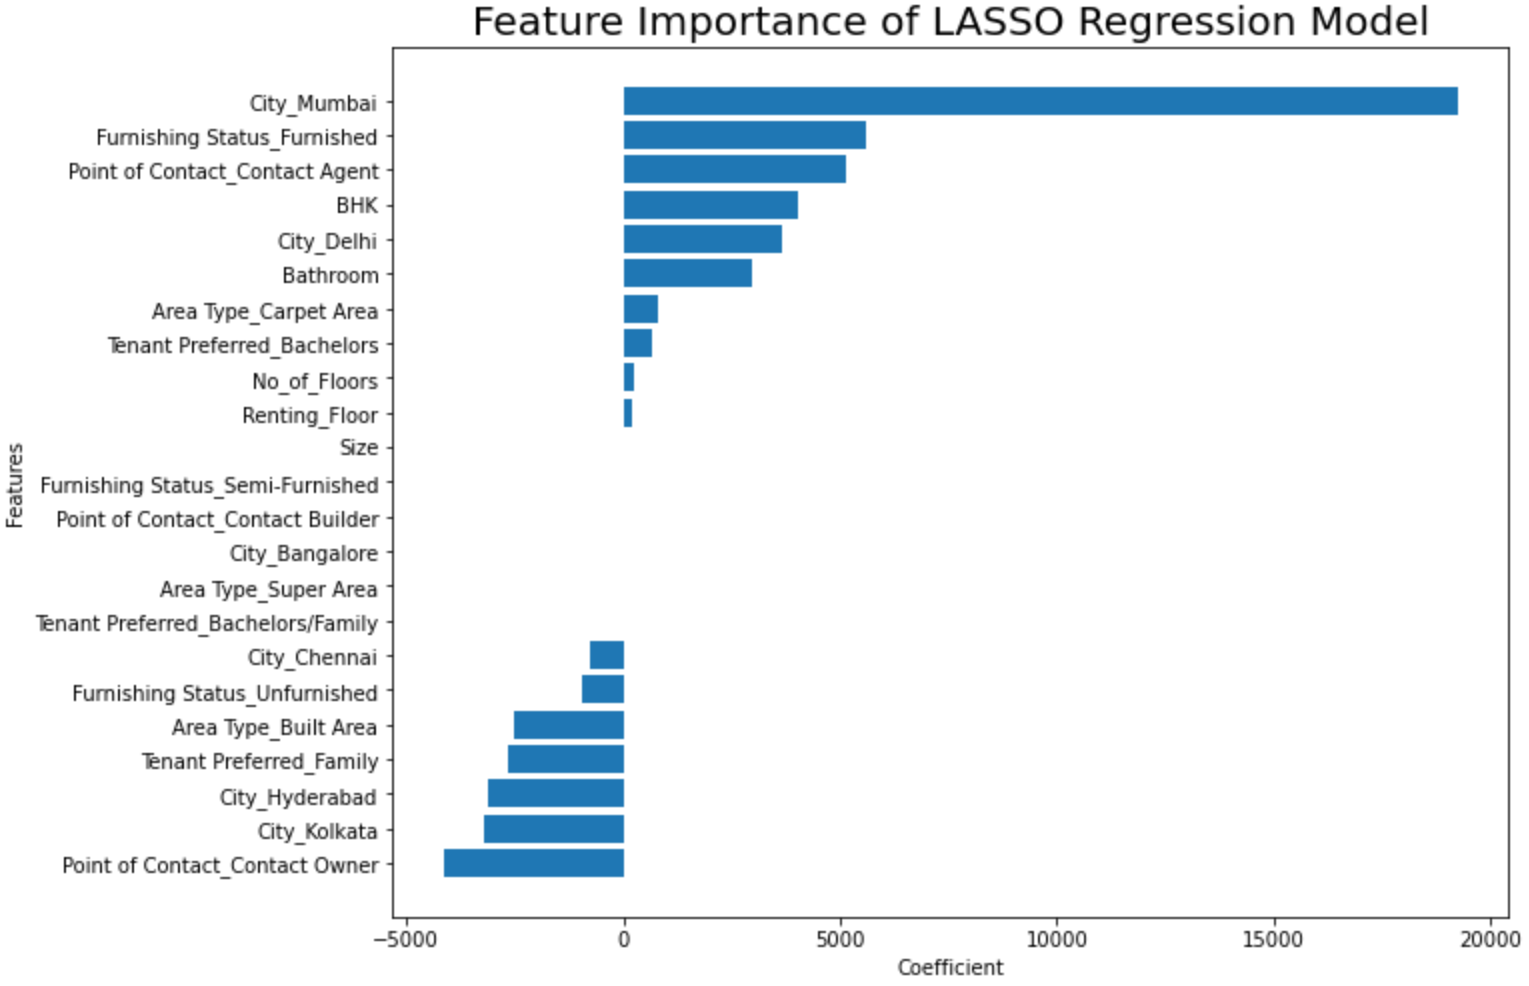 Feature Importance of LASSO Regression Model
City_Mumbai
Furnishing Status_Furnished
Point of Contact_Contact Agent
BHK
City_Delhi
Bathroom
Area Type_Carpet Area
Tenant Preferred_Bachelors
No_of_Floors
Renting_Floor
Size
Furnishing Status_Semi-Furnished
Point of Contact_Contact Builder
City_Bangalore
Area Type_Super Area
Tenant Preferred_Bachelors/Family
City_Chennai
Furnishing Status_Unfurnished
Area Type_Built Area
Tenant Preferred_Family
City_Hyderabad
City_Kolkata
Point of Contact_Contact Owner
Features
−5000 0 5000 10000 15000 20000
Coefficient